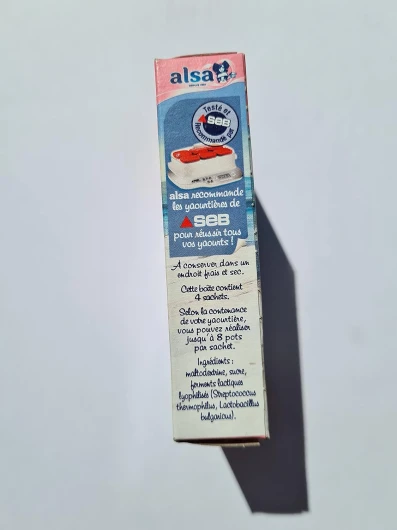 alsa
Testé et
Recommandé par
SEB
alsa recommande
les yaourtières de
SEB
pour réussir tous
vos yaourts !
A conserver dans un
endroit frais et sec.
Cette boîte contient
4 sachets.
Selon la contenance
de votre yaourtière,
vous pouvez réaliser
jusqu'à 8 pots
par sachet.
Ingrédients :
maltodextrine, sucre,
ferments lactiques
lyophilisés (Streptococcus
thermophilus, Lactobacillus
bulgaricus).